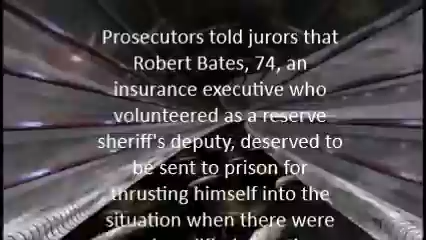 Prosecutors told jurors that
Robert Bates, 74, an
insurance executive who
volunteered as a reserve
sheriff's deputy, deserved to
be sent to prison for
thrusting himself into the
situation when there were